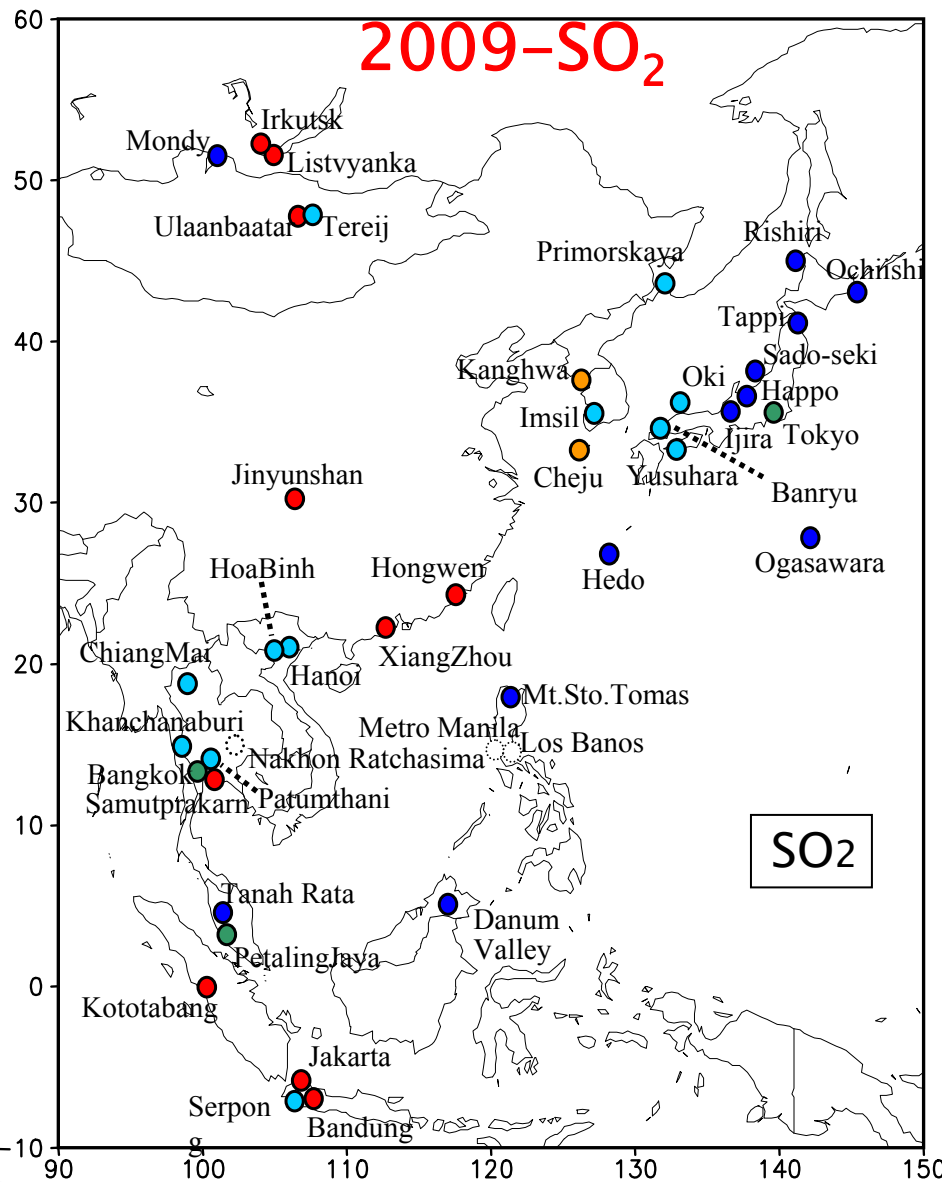 2009-SO2
60
50
40
30
20
10
0
-10
90
100
110
120
130
140
150
Irkutsk
Mondy
Listvyanka
Ulaanbaatar
Tereij
Rishiri
Primorskaya
Ochiishi
Tappi
Sado-seki
Kanghwa
Oki
Happo
Imsil
Ijira
Tokyo
Cheju
Yusuhara
Jinyunshan
Banryu
HoaBinh
Hongwen
Hedo
Ogasawara
ChiangMai
Hanoi
XiangZhou
Khanchanaburi
Mt.Sto.Tomas
Metro Manila
Los Banos
Nakhon Ratchasima
Bangkok
Samutprakarn
Patumthani
SO2
Tanah Rata
Danum
Valley
PetalingJaya
Kototabang
Jakarta
Serpon
g
Bandung